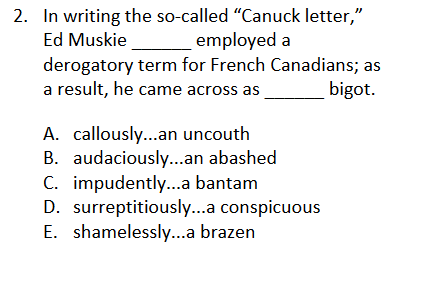 2. In writing the so-called “Canuck letter,”
Ed Muskie ______ employed a
derogatory term for French Canadians; as
a result, he came across as ______ bigot.
A. callously...an uncouth
B. audaciously...an abashed
C. impudently...a bantam
D. surreptitiously...a conspicuous
E. shamelessly...a brazen